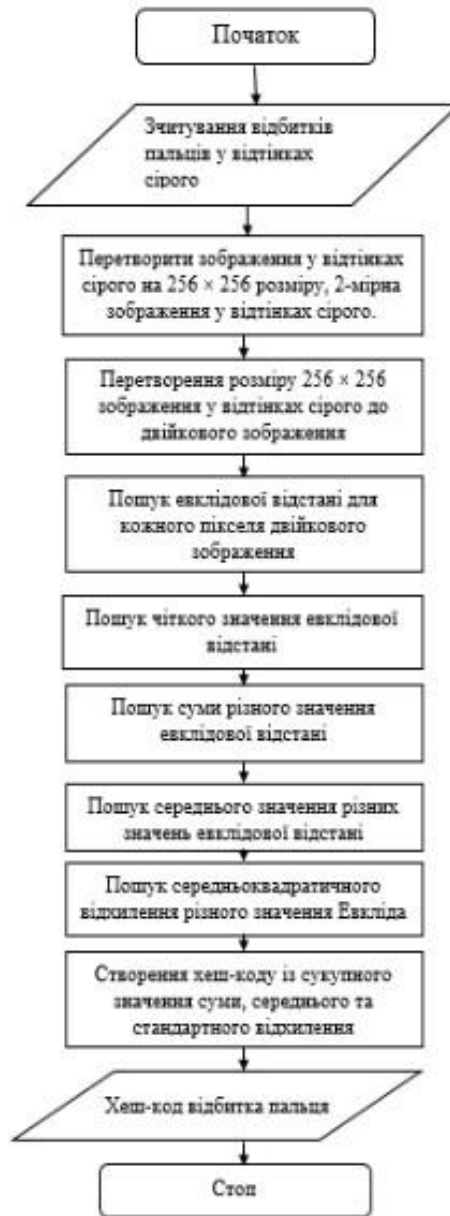 Початок
Зчитування відбитків
пальців у відтінках
сірого
Перетворити зображення у відтінках
сірого на 256 × 256 розміру, 2-мірна
зображення у відтінках сірого.
Перетворення розміру 256 × 256
зображення у відтінках сірого до
двійкового зображення
Пошук евклідової відстані для
кожного пікселя двійкового
зображення
Пошук чіткого значення евклідової
відстані
Пошук суми різного значення
евклідової відстані
Пошук середнього значення різних
значень евклідової відстані
Пошук середньоквадратичного
відхилення різного значення Евкліда
Створення хеш-коду із сукупного
значення суми, середнього та
стандартного відхилення
Хеш-код відбитка пальця
Стоп